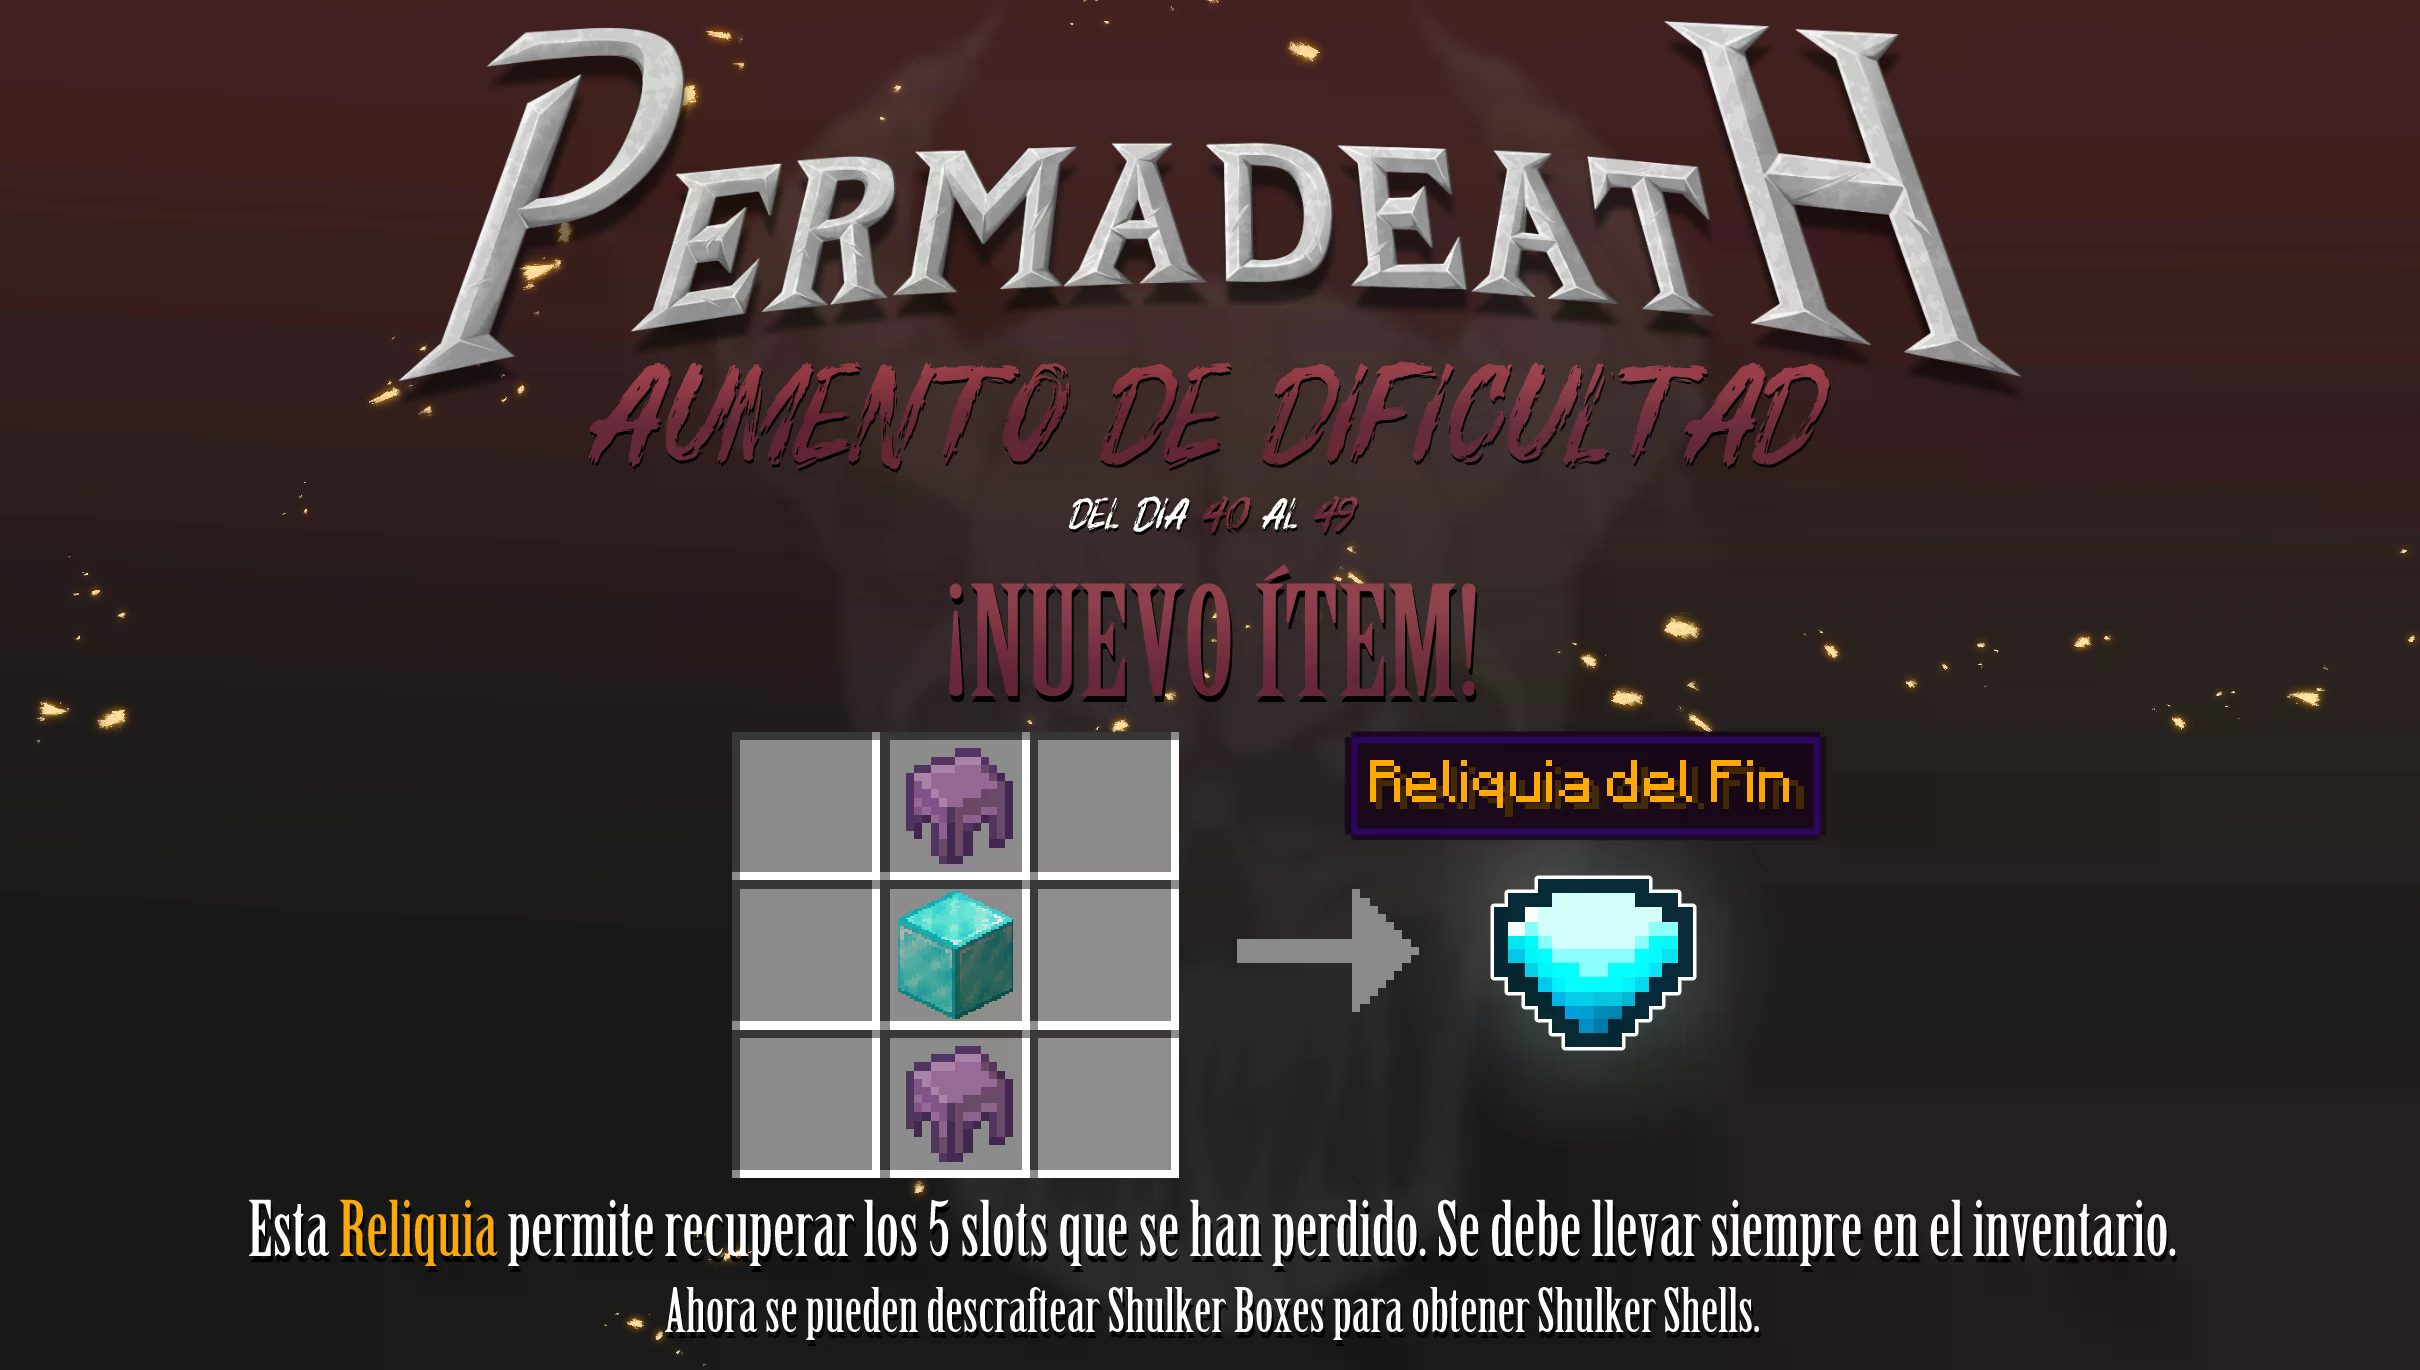 PERMADEATH
AUMENTO DE DIFICULTAD
DEL DIA 40 AL 49
¡NUEVO ÍTEM!
Reliquia del Fin
Esta Reliquia permite recuperar los 5 slots que se han perdido. Se debe llevar siempre en el inventario.
Ahora se pueden descraftear Shulker Boxes para obtener Shulker Shells.